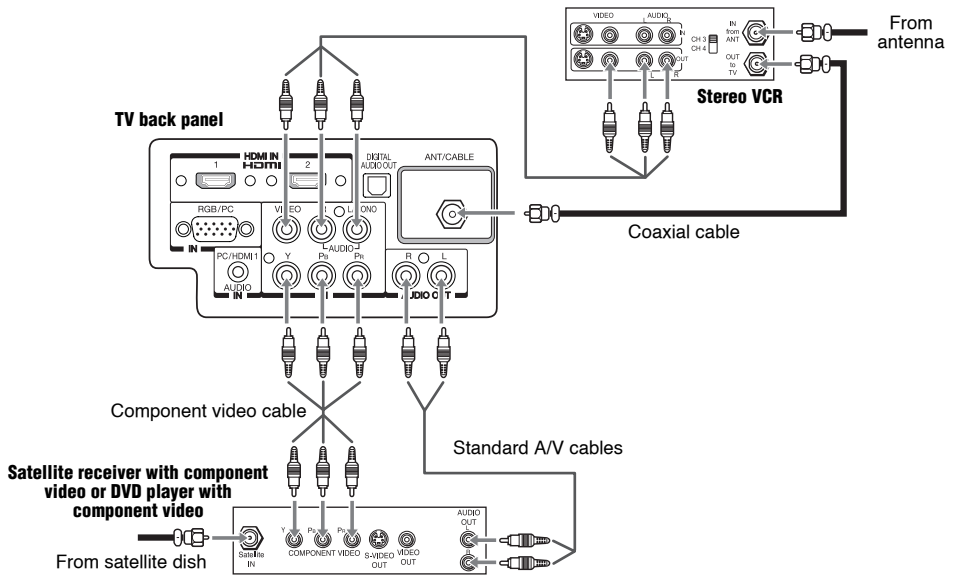 VIDEO
AUDIO
L
R
IN
CH 3
CH 4
IN
from
ANT
From
antenna
OUT
OUT
to
TV
L
R
Stereo VCR
TV back panel
HDMI IN
HDMI
1
2
DIGITAL
AUDIO OUT
ANT/CABLE
RGB/PC
IN
VIDEO
R
AUDIO
Coaxial cable
PC/HDMI 1
AUDIO
IN
Y
PB
PR
R
L
Component video cable
Standard A/V cables
Satellite receiver with component
video or DVD player with
component video
From satellite dish
Satellite
IN
Y
PB
PR
COMPONENT VIDEO
S-VIDEO
OUT
VIDEO
OUT
AUDIO
OUT
L
R